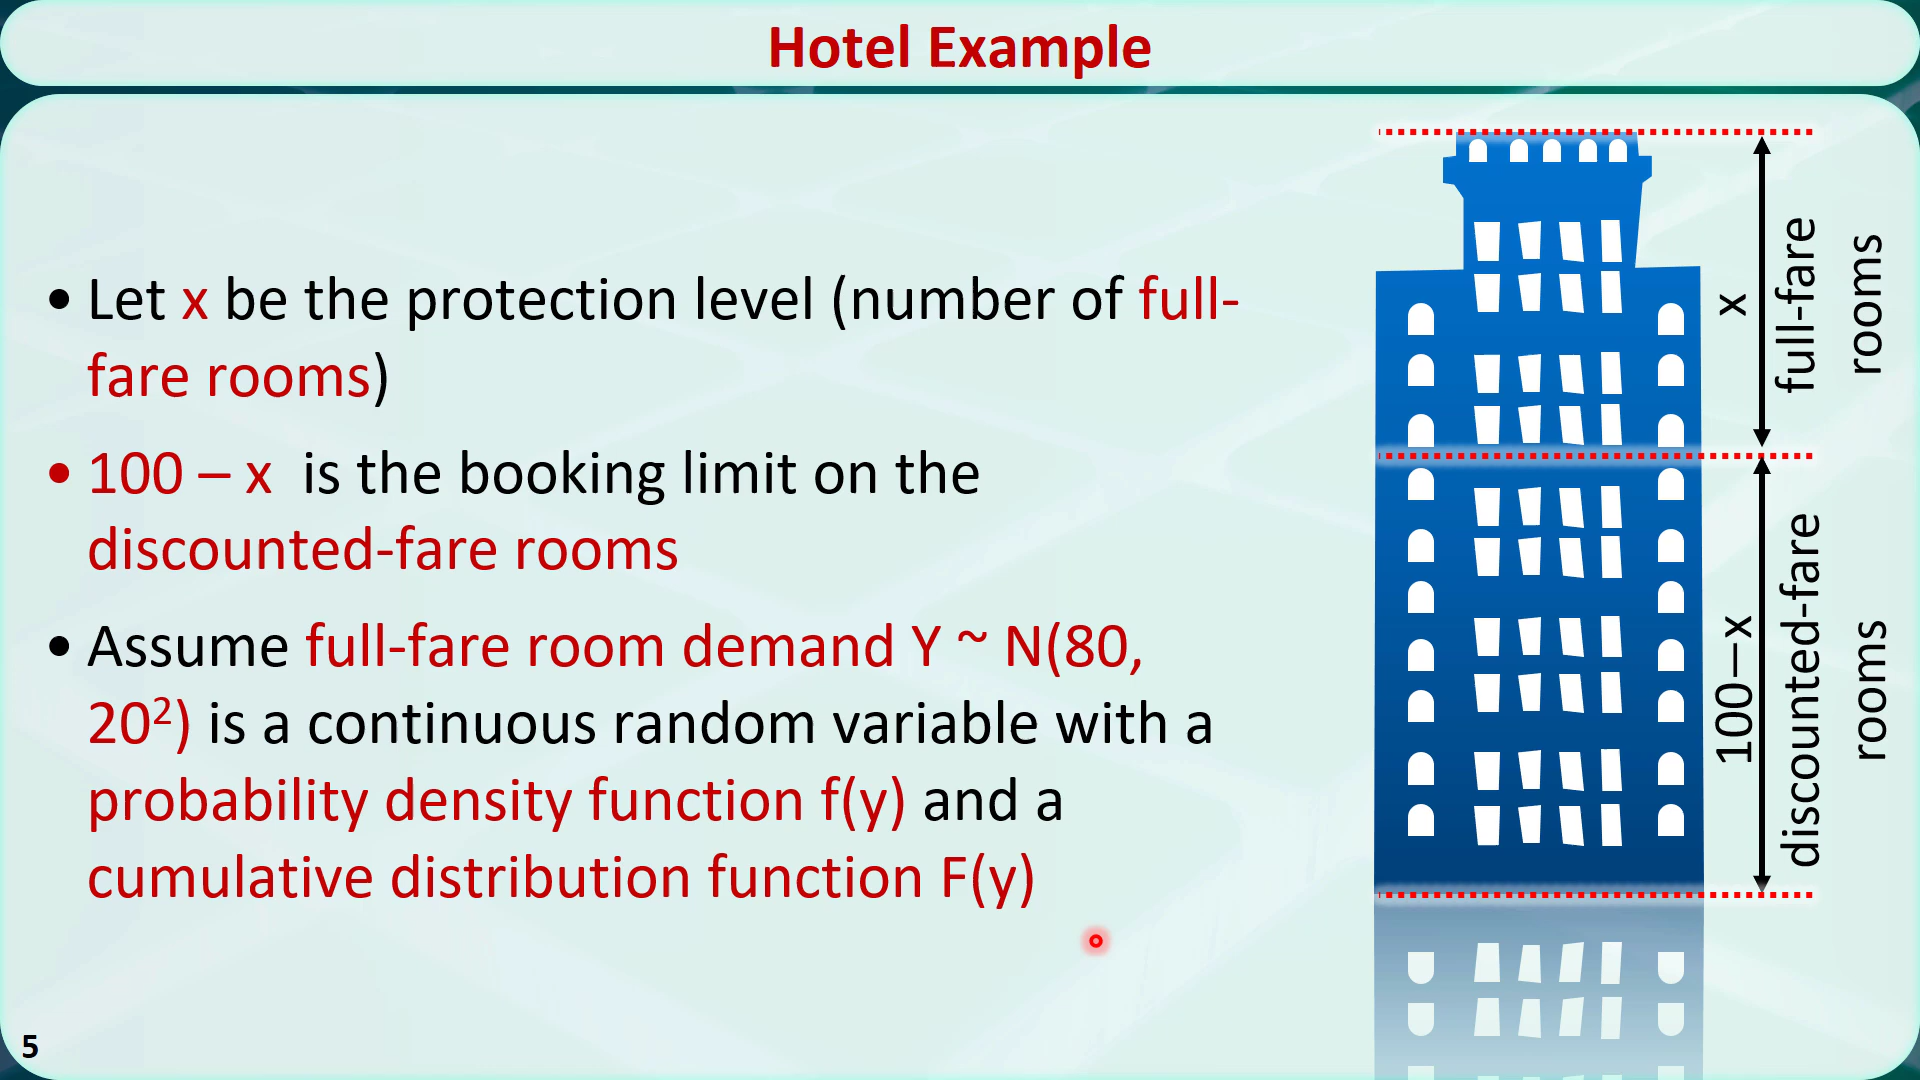 Hotel Example
• Let x be the protection level (number of full-
fare rooms)
• 100 – x  is the booking limit on the
discounted-fare rooms
• Assume full-fare room demand Y ~ N(80,
20²) is a continuous random variable with a
probability density function f(y) and a
cumulative distribution function F(y)
x
full-fare
rooms
100–x
discounted-fare
rooms
5